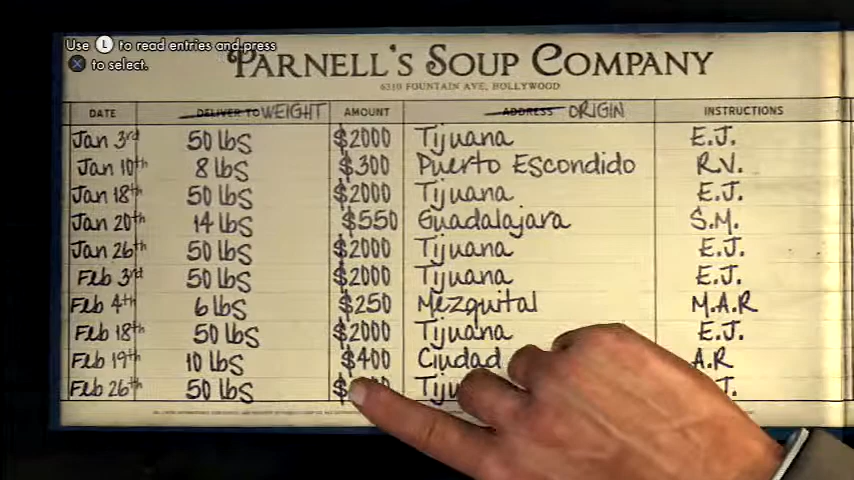 Use L to read entries and press
X to select.
PARNELL'S SOUP COMPANY
6210 FOUNTAIN AVE, HOLLYWOOD
DATE DELIVER TO WEIGHT AMOUNT ADDRESS ORIGIN INSTRUCTIONS
Jan 3rd 50 lbs $2000 Tijuana E.J.
Jan 10th 8 lbs $300 Puerto Escondido R.V.
Jan 18th 50 lbs $2000 Tijuana E.J.
Jan 20th 14 lbs $550 Guadalajara S.M.
Jan 26th 50 lbs $2000 Tijuana E.J.
Feb 3rd 50 lbs $2000 Tijuana E.J.
Feb 4th 6 lbs $250 Mezquital M.A.R
Feb 18th 50 lbs $2000 Tijuana E.J.
Feb 19th 10 lbs $400 Ciudad A.R
Feb 26th 50 lbs